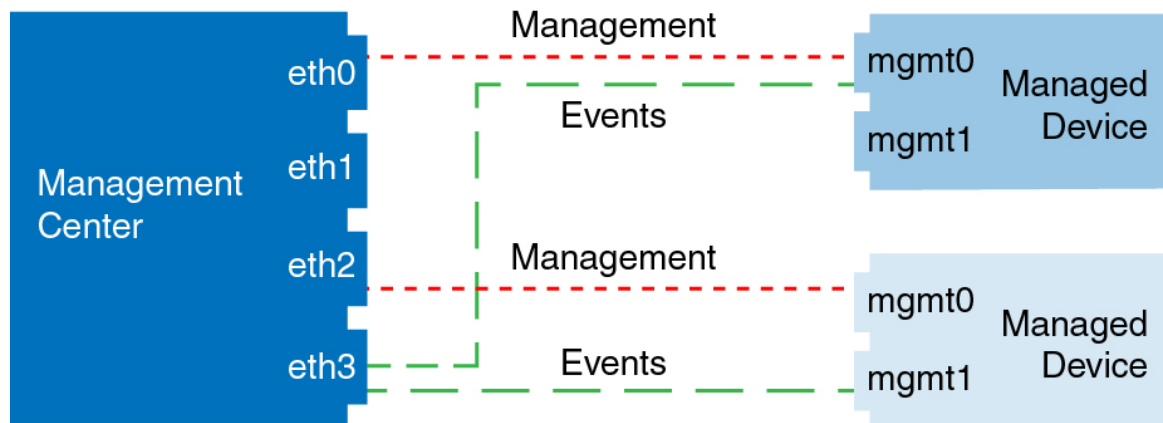 Management
eth0
mgmt0
Managed
Device
Events
mgmt1
eth1
Management
Center
eth2
Management
mgmt0
Managed
Device
eth3
Events
mgmt1